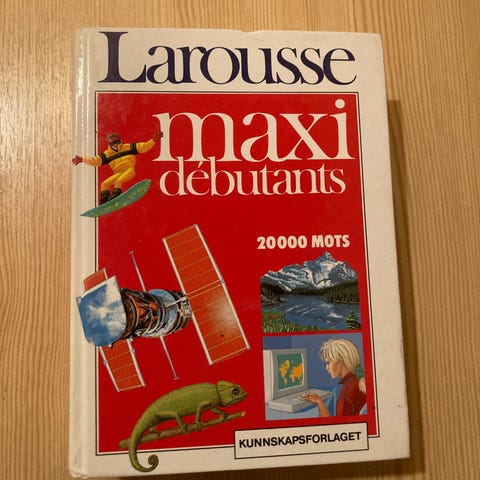 Larousse
maxi
débutants
20000 MOTS
KUNNSKAPSFORLAGET